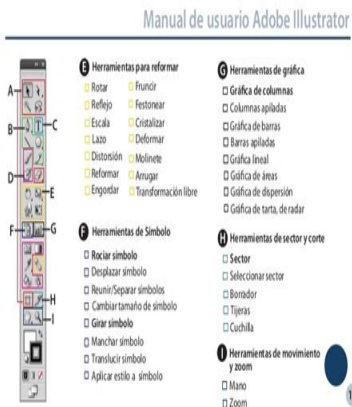 Manual de usuario Adobe Illustrator
A
B
C
D
E
F
G
H
I
E Herramientas para reformar
Rotar
Reflejo
Escala
Lazo
Distorsión
Reformar
Engordar
Fruncir
Festonear
Cristalizar
Deformar
Molinete
Arrugar
Transformación libre
F Herramientas de Símbolo
Rociar símbolo
Desplazar símbolo
Reunir/Separar símbolos
Cambiar tamaño de símbolo
Girar símbolo
Manchar símbolo
Translucir símbolo
Aplicar estilo a símbolo
G Herramientas de gráfica
Gráfica de columnas
Columnas apiladas
Gráfica de barras
Barras apiladas
Gráfica lineal
Gráfica de áreas
Gráfica de dispersión
Gráfica de tarta, de radar
H Herramientas de sector y corte
Sector
Seleccionar sector
Borrador
Tijeras
Cuchilla
I Herramientas de movimiento
y zoom
Mano
Zoom